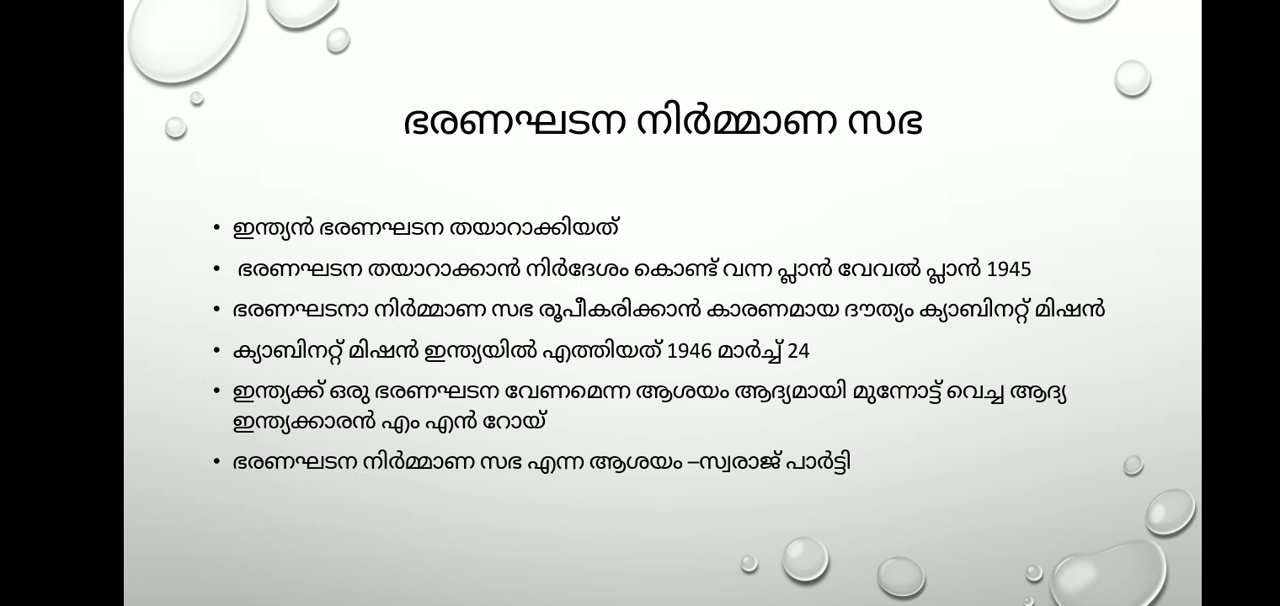 ഭരണഘടന നിർമ്മാണ സഭ
• ഇന്ത്യൻ ഭരണഘടന തയാറാക്കിയത്
• ഭരണഘടന തയാറാക്കാൻ നിർദേശം കൊണ്ട് വന്ന പ്ലാൻ വേവൽ പ്ലാൻ 1945
• ഭരണഘടനാ നിർമ്മാണ സഭ രൂപീകരിക്കാൻ കാരണമായ ദൗത്യം ക്യാബിനറ്റ് മിഷൻ
• ക്യാബിനറ്റ് മിഷൻ ഇന്ത്യയിൽ എത്തിയത് 1946 മാർച്ച് 24
• ഇന്ത്യക്ക് ഒരു ഭരണഘടന വേണമെന്ന ആശയം ആദ്യമായി മുന്നോട്ട് വെച്ച ആദ്യ
ഇന്ത്യക്കാരൻ എം എൻ റോയ്
• ഭരണഘടന നിർമ്മാണ സഭ എന്ന ആശയം –സ്വരാജ് പാർട്ടി